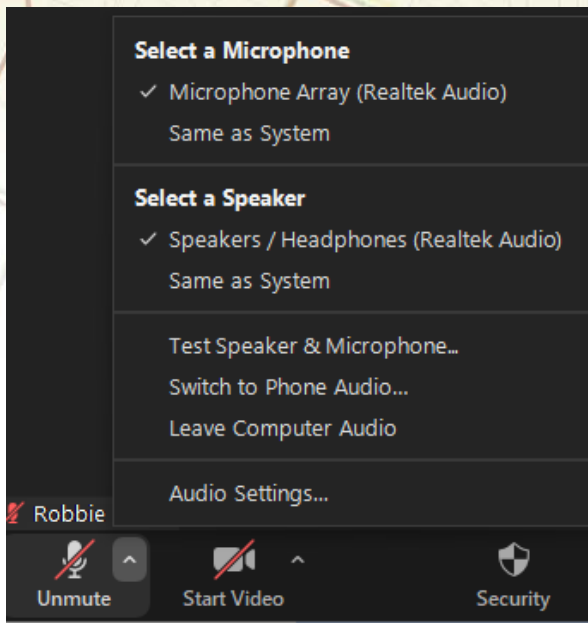 Select a Microphone
✓ Microphone Array (Realtek Audio)
Same as System
Select a Speaker
✓ Speakers / Headphones (Realtek Audio)
Same as System
Test Speaker & Microphone...
Switch to Phone Audio...
Leave Computer Audio
Audio Settings...
Robbie
Unmute
Start Video
Security